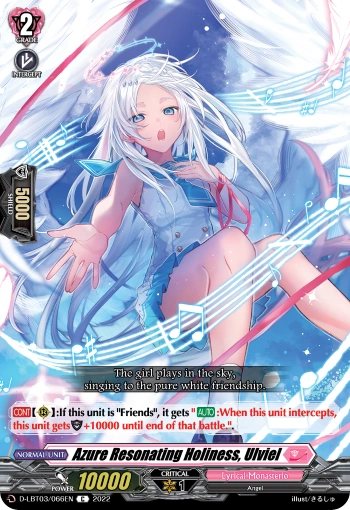 2
GRADE
INTERCEPT
5000
SHIELD
The girl plays in the sky,
singing to the pure white friendship.
CONT【 】:If this unit is "Friends", it gets "AUTO:When this unit intercepts,
this unit gets +10000 until end of that battle.".
NORMAL UNIT Azure Resonating Holiness, Ulviel
POWER 10000 CRITICAL 1 Lyrical Monasterio
Angel
D-LBT03/066EN C 2022 illust/きるしゅ